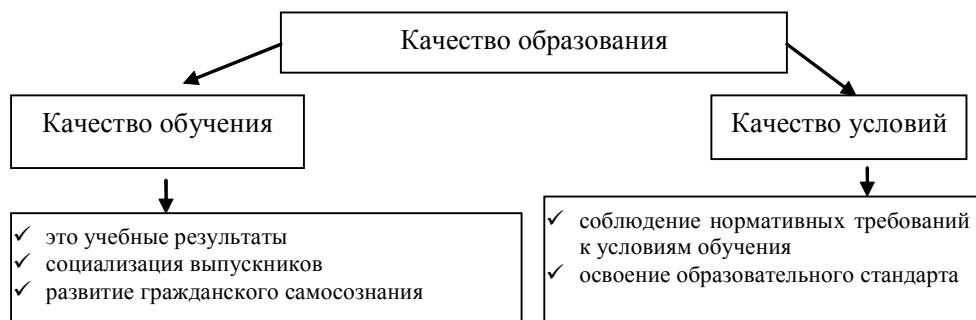 Качество образования
Качество обучения
Качество условий
✓ это учебные результаты
✓ социализация выпускников
✓ развитие гражданского самосознания
✓ соблюдение нормативных требований
к условиям обучения
✓ освоение образовательного стандарта